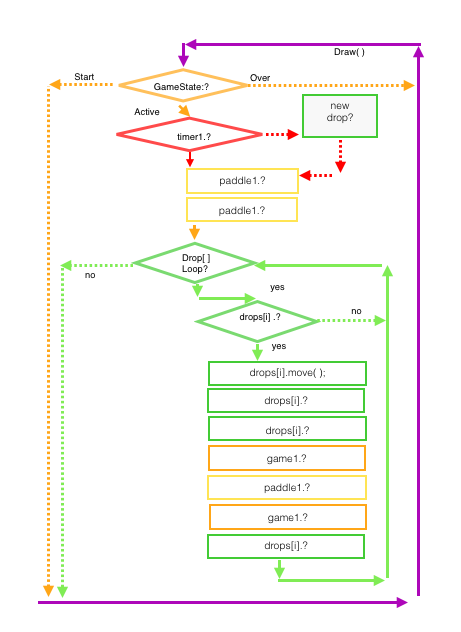 Draw( )
Start
GameState:?
Over
Active
new
drop?
timer1.?
paddle1.?
paddle1.?
Drop[ ]
Loop?
no
yes
drops[i] .?
no
yes
drops[i].move( );
drops[i].?
drops[i].?
game1.?
paddle1.?
game1.?
drops[i].?